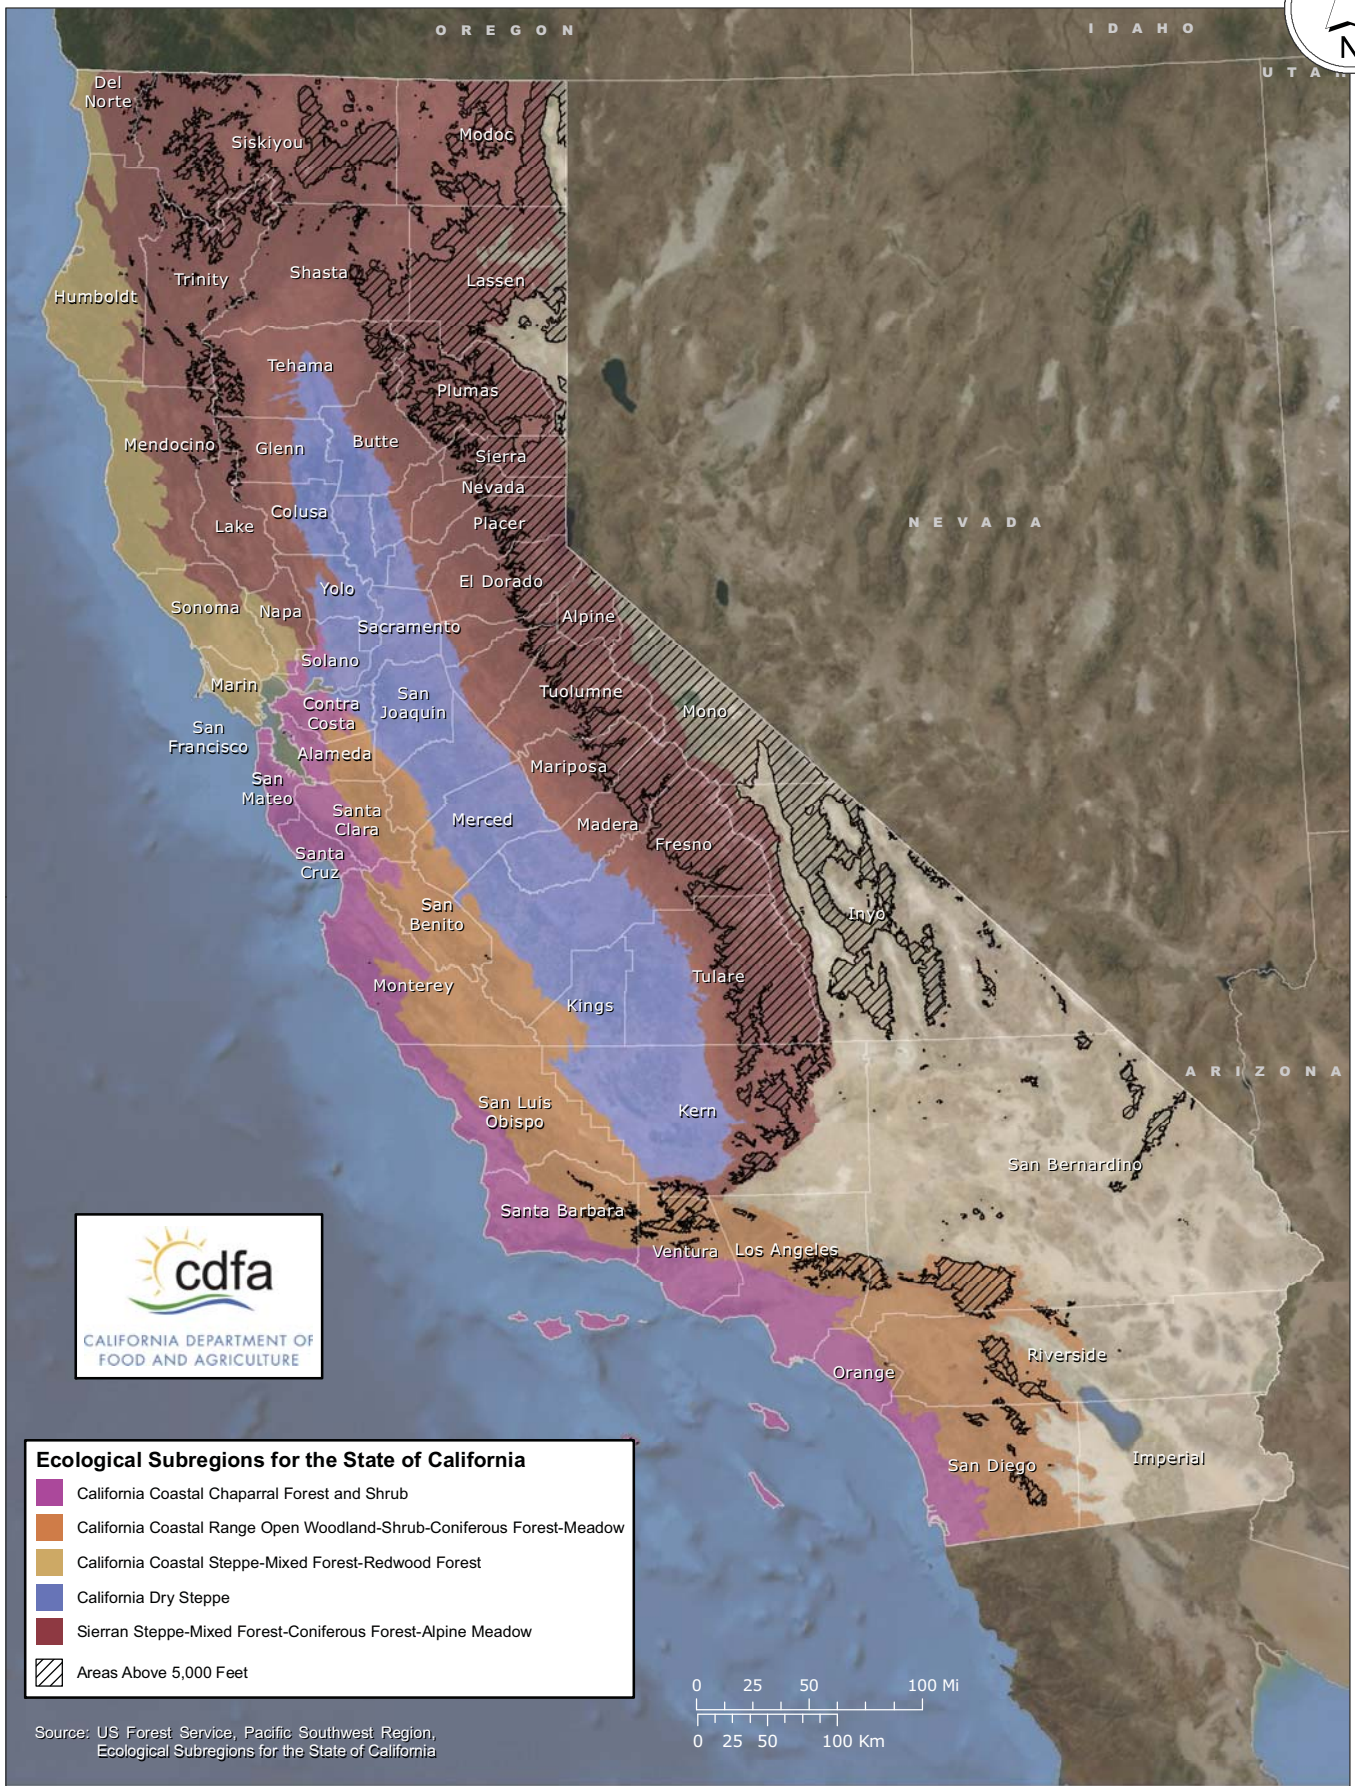 OREGON
IDAHO
N
UTAH
Del
Norte
Siskiyou
Modoc
Trinity
Shasta
Lassen
Humboldt
Tehama
Plumas
Mendocino
Glenn
Butte
Sierra
Nevada
Colusa
Lake
Placer
NEVADA
Yolo
El Dorado
Sonoma
Napa
Alpine
Sacramento
Solano
Marin
Contra
Costa
San
Joaquin
Tuolumne
Mono
San
Francisco
Alameda
Mariposa
San
Mateo
Santa
Clara
Merced
Madera
Fresno
Santa
Cruz
San
Benito
Inyo
Monterey
Tulare
Kings
ARIZONA
San Luis
Obispo
Kern
San Bernardino
Santa Barbara
Ventura
Los Angeles
cdfa
CALIFORNIA DEPARTMENT OF
FOOD AND AGRICULTURE
Orange
Riverside
San Diego
Imperial
Ecological Subregions for the State of California
California Coastal Chaparral Forest and Shrub
California Coastal Range Open Woodland-Shrub-Coniferous Forest-Meadow
California Coastal Steppe-Mixed Forest-Redwood Forest
California Dry Steppe
Sierran Steppe-Mixed Forest-Coniferous Forest-Alpine Meadow
Areas Above 5,000 Feet
0 25 50 100 Mi
0 25 50 100 Km
Source: US Forest Service, Pacific Southwest Region,
Ecological Subregions for the State of California